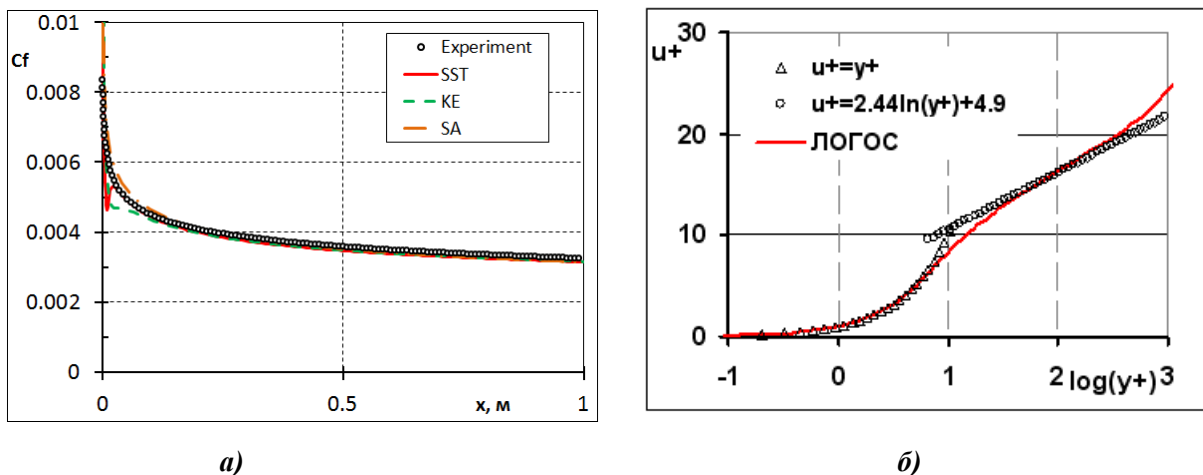 0.01
Cf
0.008
0.006
0.004
0.002
0
Experiment
SST
KE
SA
0
0.5
х, м
1
а)
30
u+
20
10
0
u+=y+
u+=2.44ln(y+)+4.9
ЛОГОС
-1
0
1
2
log(y+)
3
б)